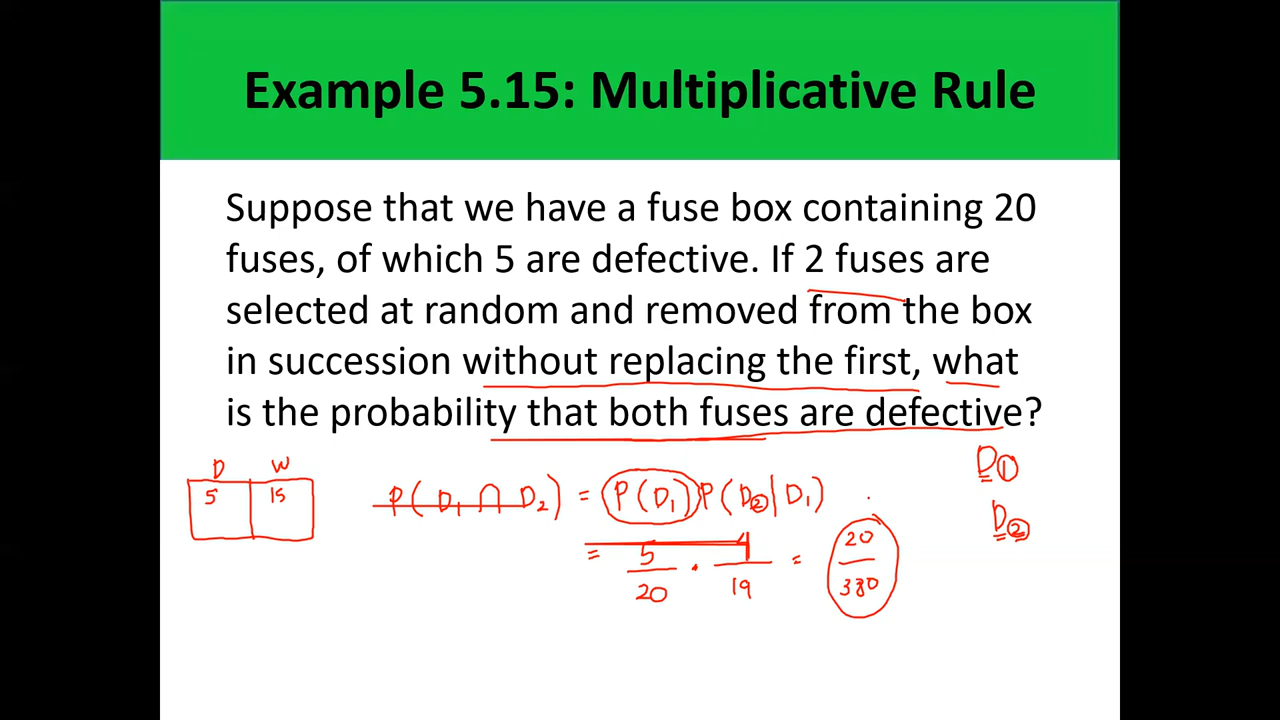 Example 5.15: Multiplicative Rule
Suppose that we have a fuse box containing 20
fuses, of which 5 are defective. If 2 fuses are
selected at random and removed from the box
in succession without replacing the first, what
is the probability that both fuses are defective?
D W
5 15
P(D₁ ∩ D₂) = P(D₁)P(D₂|D₁)
= 5/20 · 4/19 = 20/380
D①
D②